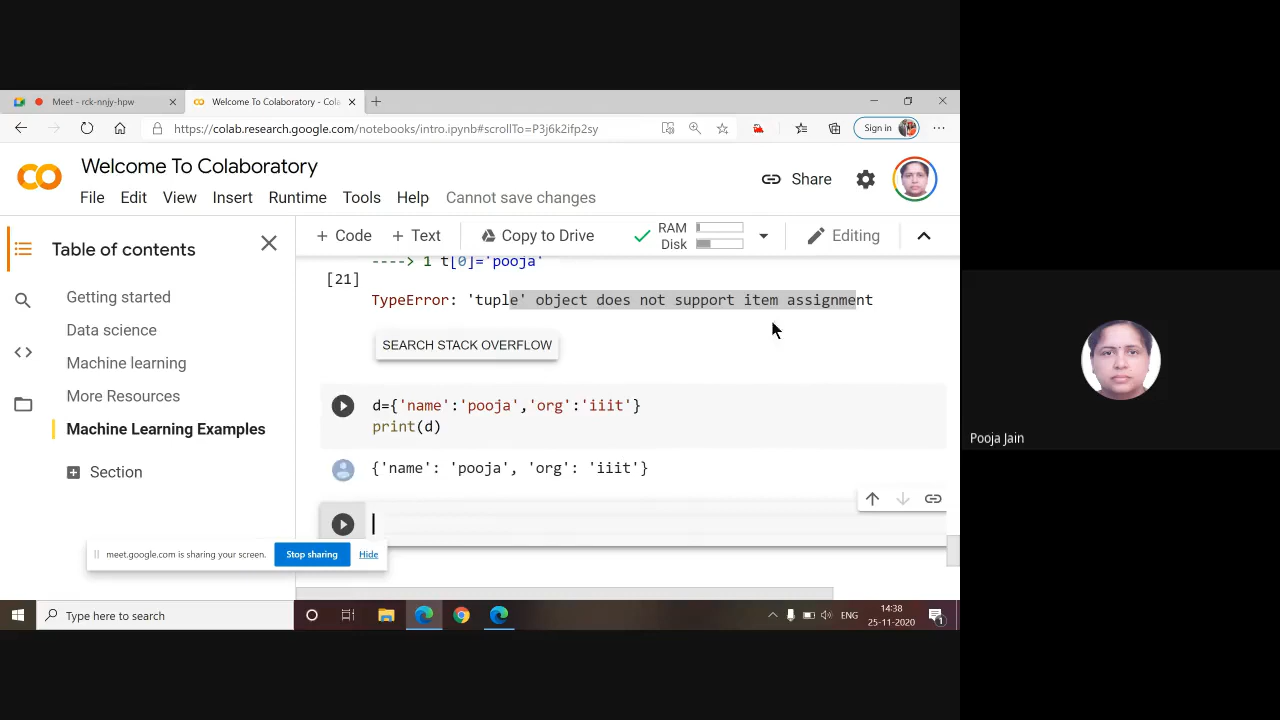 Meet - rck-nnjy-hpw
Welcome To Colaboratory - Cola
https://colab.research.google.com/notebooks/intro.ipynb#scrollTo=P3j6k2ifp2sy
Sign in
Welcome To Colaboratory
Share
File Edit View Insert Runtime Tools Help Cannot save changes
+ Code + Text Copy to Drive RAM Disk Editing
Table of contents
Getting started
Data science
Machine learning
More Resources
Machine Learning Examples
Section
----> 1 t[0]='pooja'
[21]
TypeError: 'tuple' object does not support item assignment
SEARCH STACK OVERFLOW
d={'name':'pooja','org':'iiit'}
print(d)
{'name': 'pooja', 'org': 'iiit'}
meet.google.com is sharing your screen. Stop sharing Hide
Type here to search
ENG
14:38
25-11-2020
1
Pooja Jain